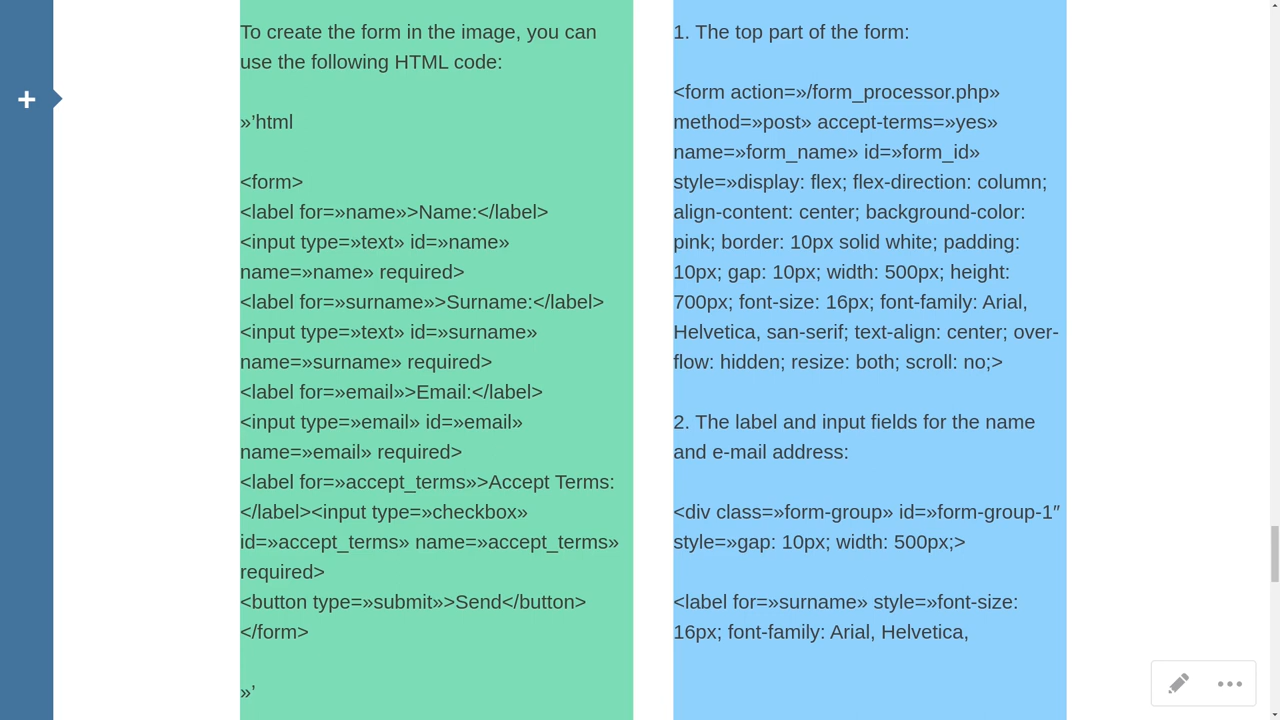 To create the form in the image, you can
use the following HTML code:
»’html
<form>
<label for=»name»>Name:</label>
<input type=»text» id=»name»
name=»name» required>
<label for=»surname»>Surname:</label>
<input type=»text» id=»surname»
name=»surname» required>
<label for=»email»>Email:</label>
<input type=»email» id=»email»
name=»email» required>
<label for=»accept_terms»>Accept Terms:
</label><input type=»checkbox»
id=»accept_terms» name=»accept_terms»
required>
<button type=»submit»>Send</button>
</form>
»’
1. The top part of the form:
<form action=»/form_processor.php»
method=»post» accept-terms=»yes»
name=»form_name» id=»form_id»
style=»display: flex; flex-direction: column;
align-content: center; background-color:
pink; border: 10px solid white; padding:
10px; gap: 10px; width: 500px; height:
700px; font-size: 16px; font-family: Arial,
Helvetica, san-serif; text-align: center; over-
flow: hidden; resize: both; scroll: no;>
2. The label and input fields for the name
and e-mail address:
<div class=»form-group» id=»form-group-1″
style=»gap: 10px; width: 500px;>
<label for=»surname» style=»font-size:
16px; font-family: Arial, Helvetica,